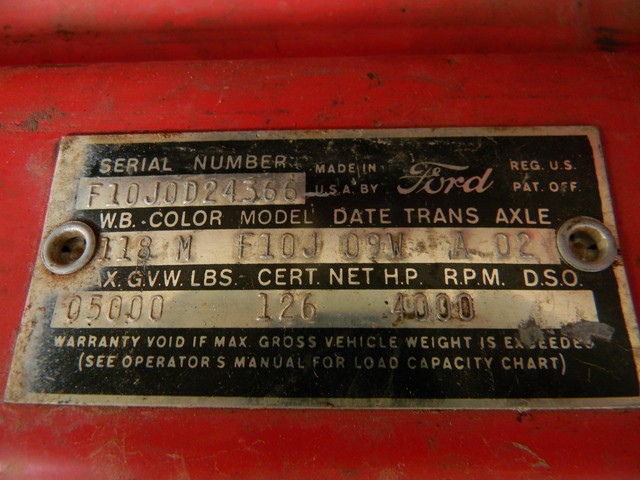 SERIAL NUMBER MADE IN Ford REG. U.S.
F10J0D24366 U.S.A. BY PAT. OFF.
W.B. COLOR MODEL DATE TRANS AXLE
118 M F10J 09W A 02
X. G.V.W. LBS. CERT. NET H.P. R.P.M. D.S.O.
05000 126 4000
WARRANTY VOID IF MAX. GROSS VEHICLE WEIGHT IS EXCEEDED
(SEE OPERATOR'S MANUAL FOR LOAD CAPACITY CHART)